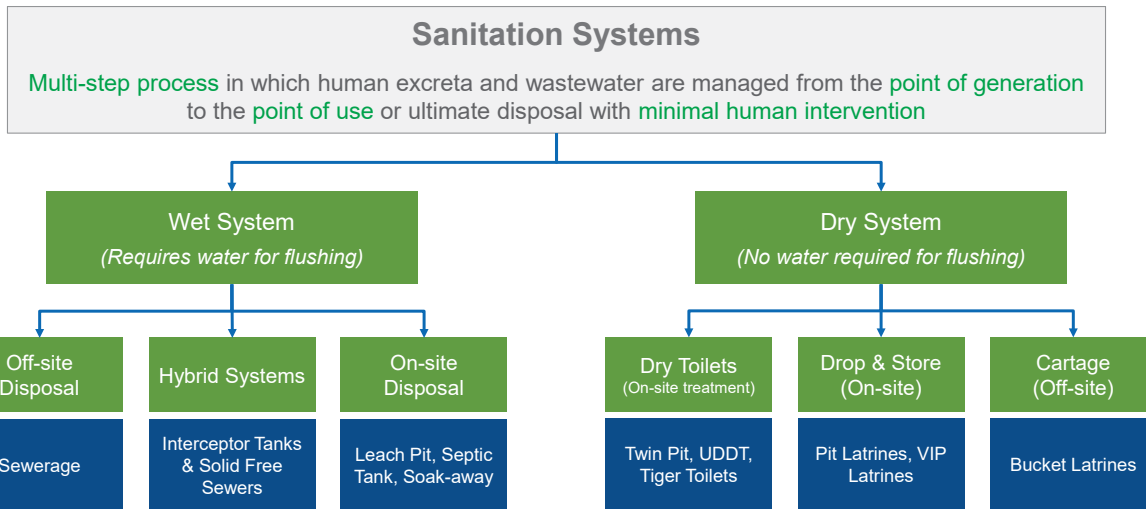 Sanitation Systems
Multi-step process in which human excreta and wastewater are managed from the point of generation
to the point of use or ultimate disposal with minimal human intervention
Wet System
(Requires water for flushing)
Dry System
(No water required for flushing)
Off-site
Disposal
Hybrid Systems
On-site
Disposal
Dry Toilets
(On-site treatment)
Drop & Store
(On-site)
Cartage
(Off-site)
Sewerage
Interceptor Tanks
& Solid Free
Sewers
Leach Pit, Septic
Tank, Soak-away
Twin Pit, UDDT,
Tiger Toilets
Pit Latrines, VIP
Latrines
Bucket Latrines